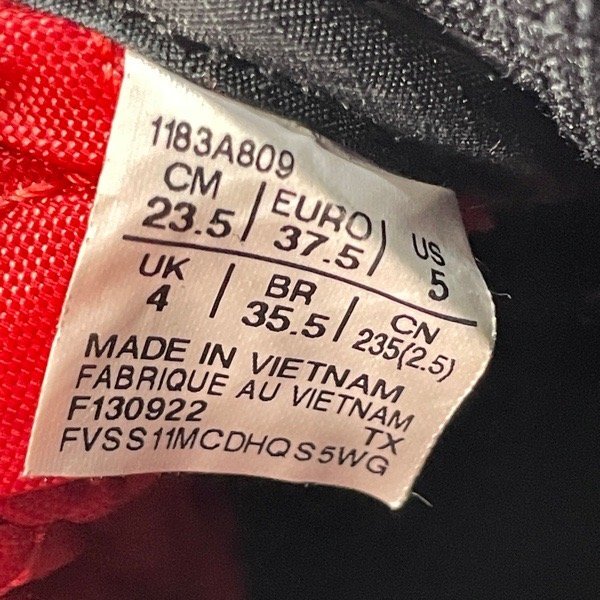 1183A809
CM | EURO | US
23.5 | 37.5 | 5
UK | BR | CN
4 | 35.5 | 235(2.5)
MADE IN VIETNAM
FABRIQUE AU VIETNAM
F130922 TX
FVSS11MCDHQS5WG